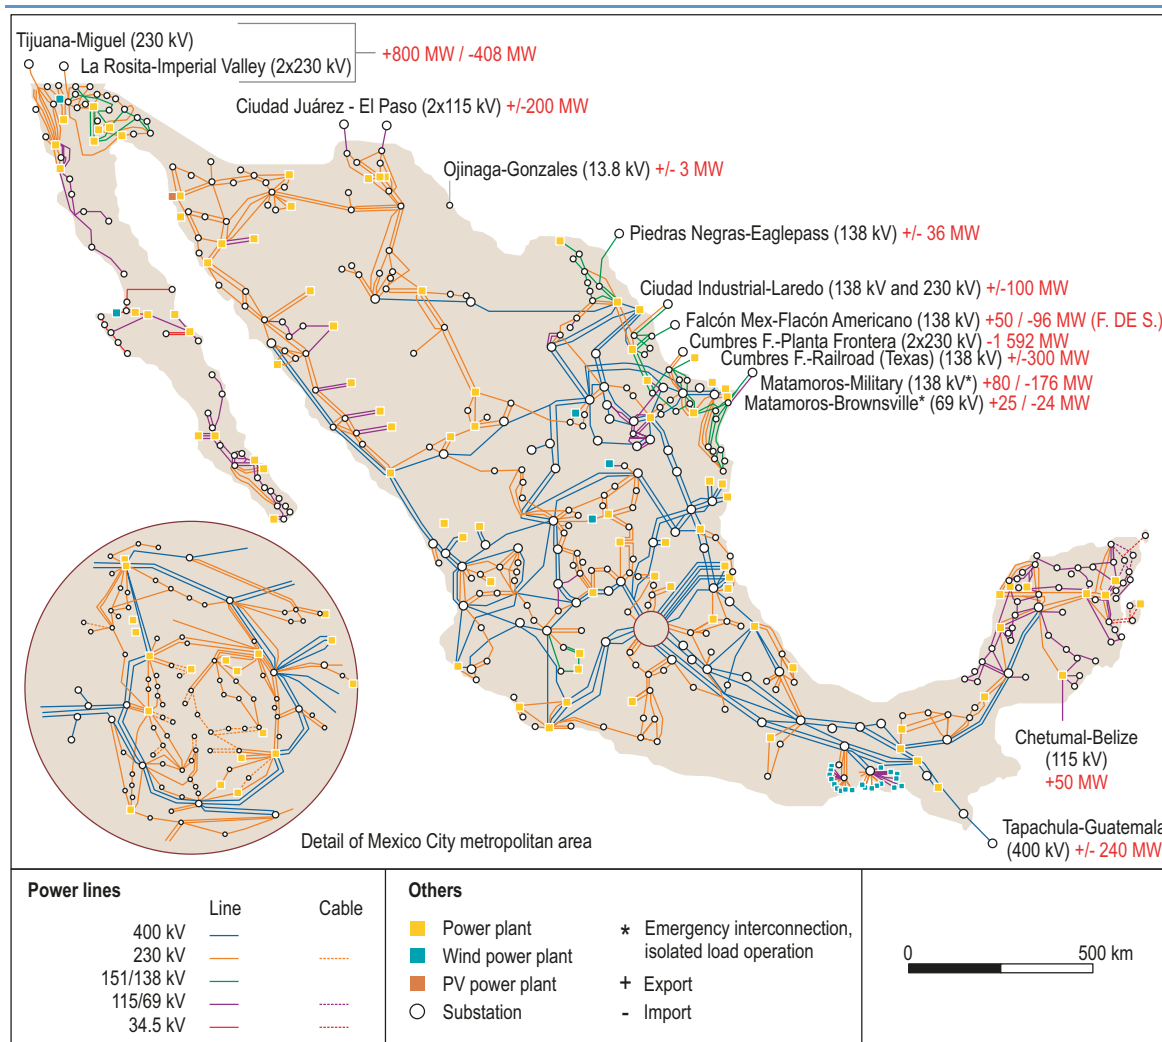 Tijuana-Miguel (230 kV)
La Rosita-Imperial Valley (2x230 kV)
+800 MW / -408 MW
Ciudad Juárez - El Paso (2x115 kV) +/-200 MW
Ojinaga-Gonzales (13.8 kV) +/- 3 MW
Piedras Negras-Eaglepass (138 kV) +/- 36 MW
Ciudad Industrial-Laredo (138 kV and 230 kV) +/-100 MW
Falcón Mex-Flacón Americano (138 kV) +50 / -96 MW (F. DE S.)
Cumbres F.-Planta Frontera (2x230 kV) -1 592 MW
Cumbres F.-Railroad (Texas) (138 kV) +/-300 MW
Matamoros-Military (138 kV*) +80 / -176 MW
Matamoros-Brownsville* (69 kV) +25 / -24 MW
Chetumal-Belize
(115 kV)
+50 MW
Tapachula-Guatemala
(400 kV) +/- 240 MW
Detail of Mexico City metropolitan area
Power lines
Line Cable
400 kV
230 kV
151/138 kV
115/69 kV
34.5 kV
Others
Power plant
Wind power plant
PV power plant
Substation
* Emergency interconnection,
isolated load operation
+ Export
- Import
0 500 km